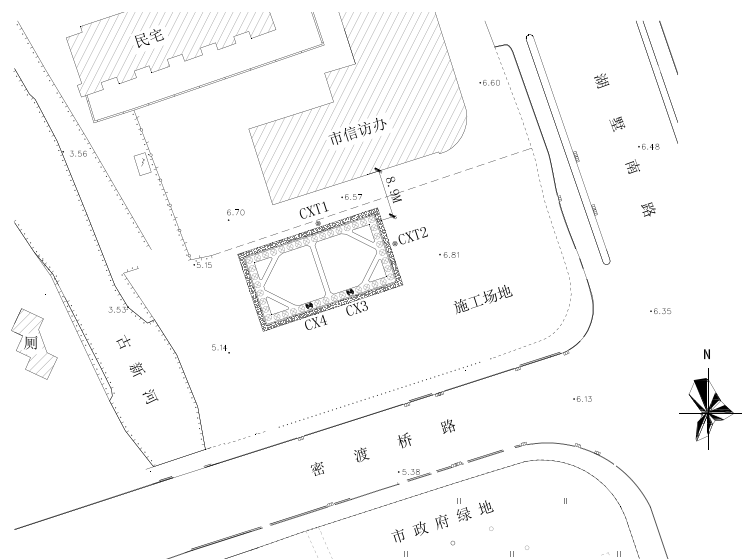 民宅
湖墅南路
6.60
市信访办
3.56
6.48
8.9M
6.57
6.70
CXT1
CXT2
6.81
5.15
施工场地
3.53
CX3
CX4
6.35
厕
古新河
5.14
N
6.13
密渡桥路
5.38
市政府绿地